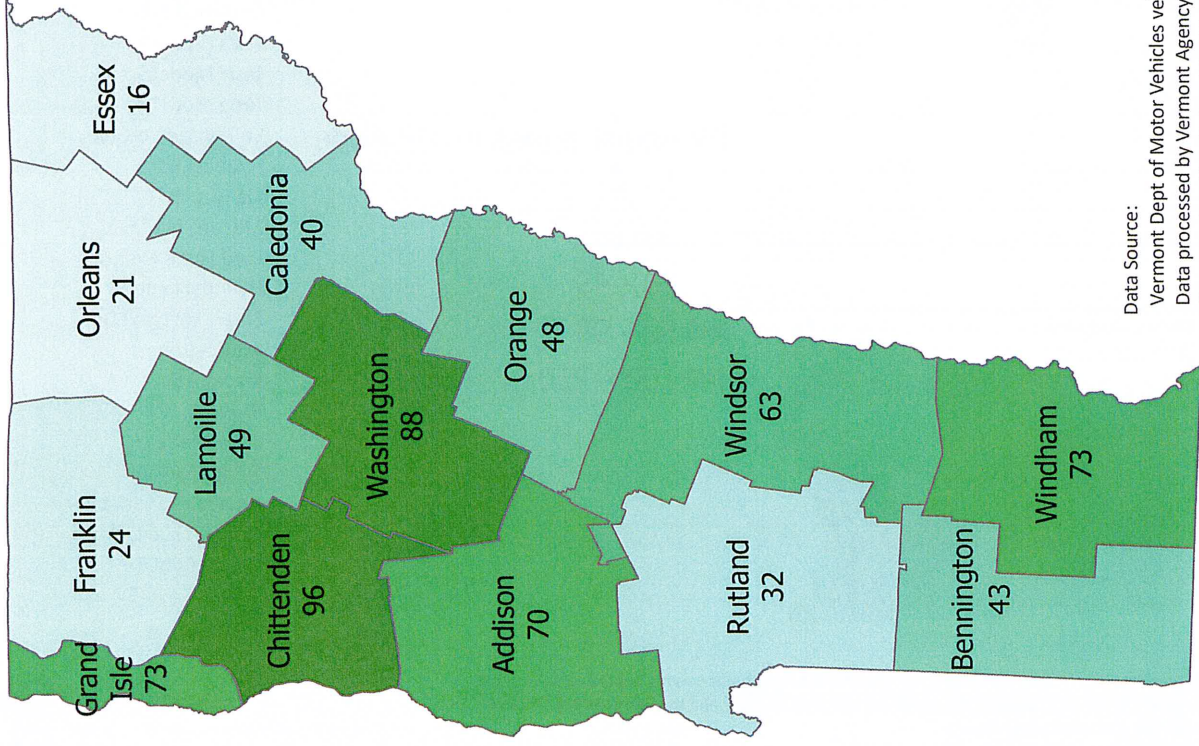 Essex
16
Orleans
21
Franklin
24
Grand
Isle
73
Caledonia
40
Lamoille
49
Washington
88
Chittenden
96
Orange
48
Addison
70
Windsor
63
Rutland
32
Windham
73
Bennington
43
Data Source:
Vermont Dept of Motor Vehicles ve
Data processed by Vermont Agency